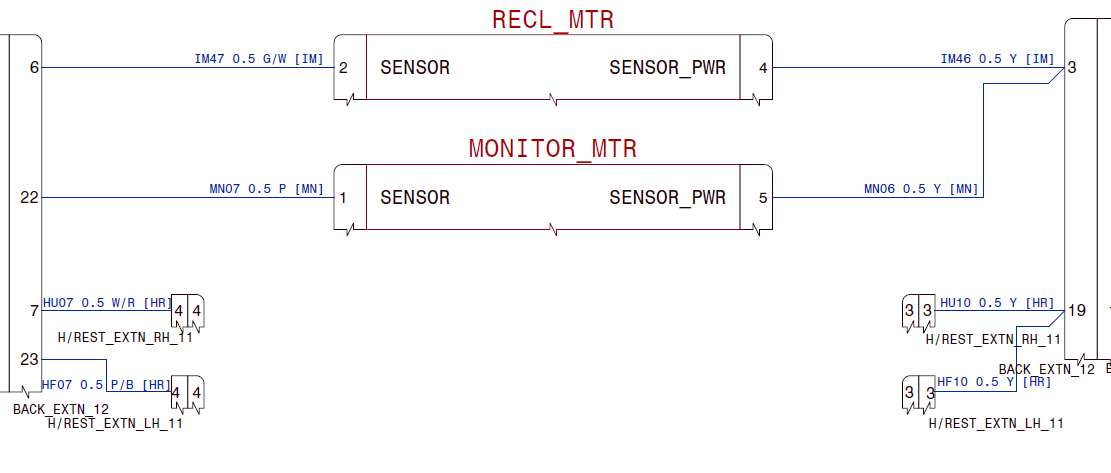 RECL_MTR
6
IM47 0.5 G/W [IM]
2
SENSOR
SENSOR_PWR
4
IM46 0.5 Y [IM]
3
MONITOR_MTR
22
MN07 0.5 P [MN]
1
SENSOR
SENSOR_PWR
5
MN06 0.5 Y [MN]
7
HU07 0.5 W/R [HR]
4 4
H/REST_EXTN_RH_11
3 3
HU10 0.5 Y [HR]
19
H/REST_EXTN_RH_11
23
HF07 0.5 P/B [HR]
4 4
BACK_EXTN_12
H/REST_EXTN_LH_11
BACK_EXTN_12
3 3
HF10 0.5 Y [HR]
H/REST_EXTN_LH_11